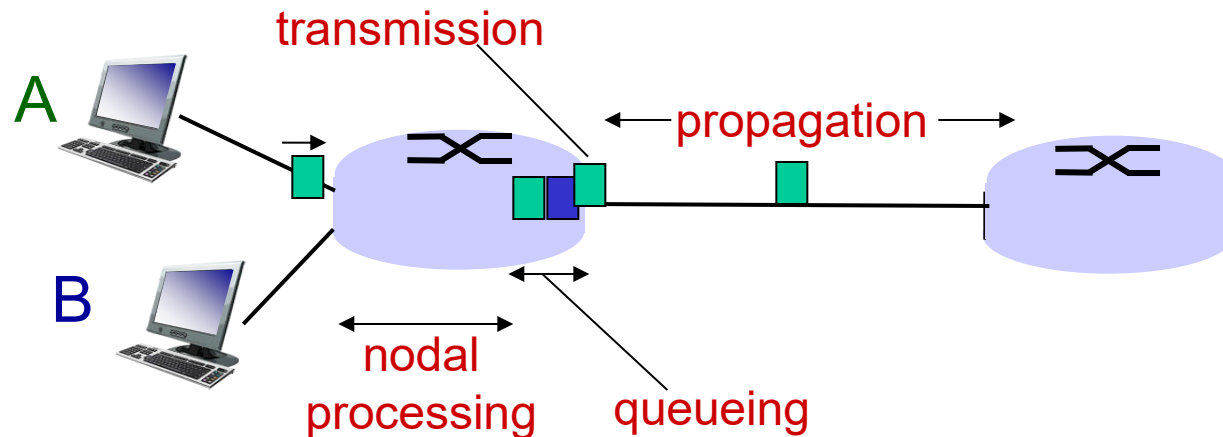 transmission
A
propagation
B
nodal
processing
queueing